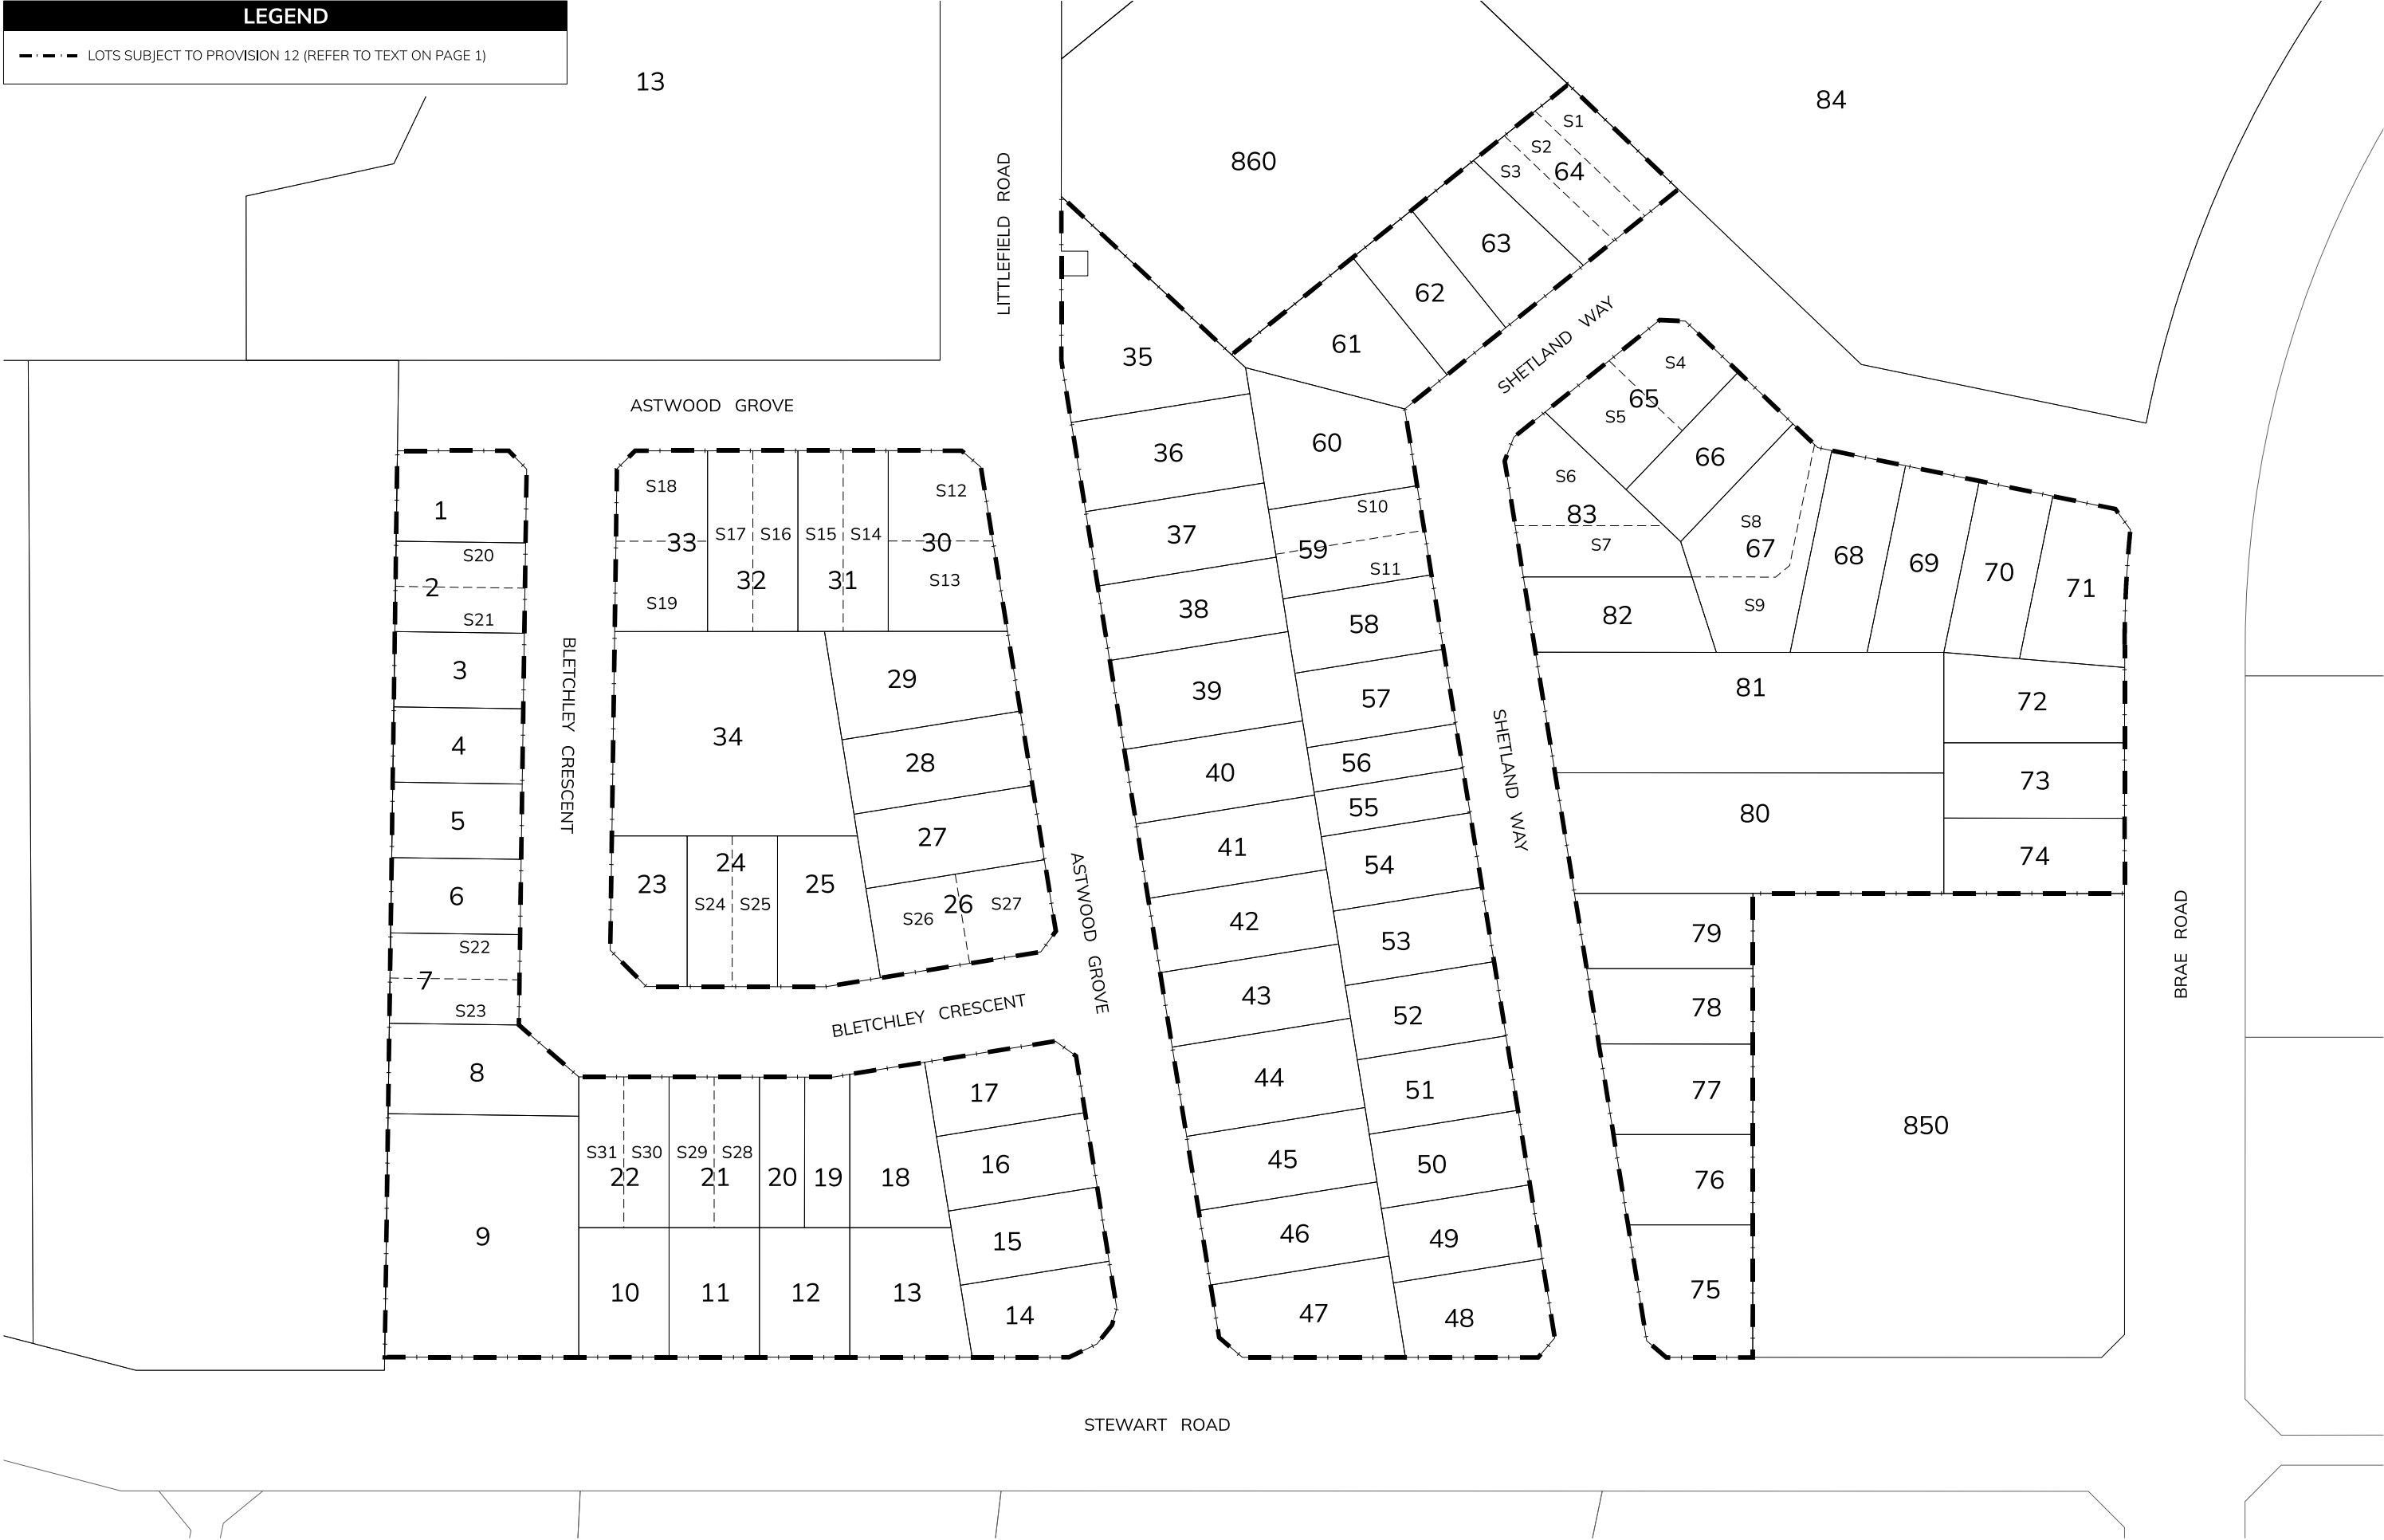 LEGEND
LOTS SUBJECT TO PROVISION 12 (REFER TO TEXT ON PAGE 1)
13
84
860
S1
S2
S3
64
63
62
61
LITTLEFIELD ROAD
SHETLAND WAY
35
36
37
38
39
40
41
42
43
44
45
46
47
60
S10
59
S11
58
57
56
55
54
53
52
51
50
49
48
ASTWOOD GROVE
1
S20
2
S21
3
4
5
6
S22
7
S23
8
9
BLETCHLEY CRESCENT
S18
33
S19
S17
S16
32
S15
S14
31
S12
30
S13
34
29
28
27
26
S26
S27
23
24
S24
S25
25
BLETCHLEY CRESCENT
ASTWOOD GROVE
S31
S30
22
S29
S28
21
20
19
18
17
16
15
14
10
11
12
13
SHETLAND WAY
S4
65
S5
66
S6
83
S7
82
S8
67
S9
68
69
70
71
72
73
74
81
80
79
78
77
76
75
850
BRAE ROAD
STEWART ROAD